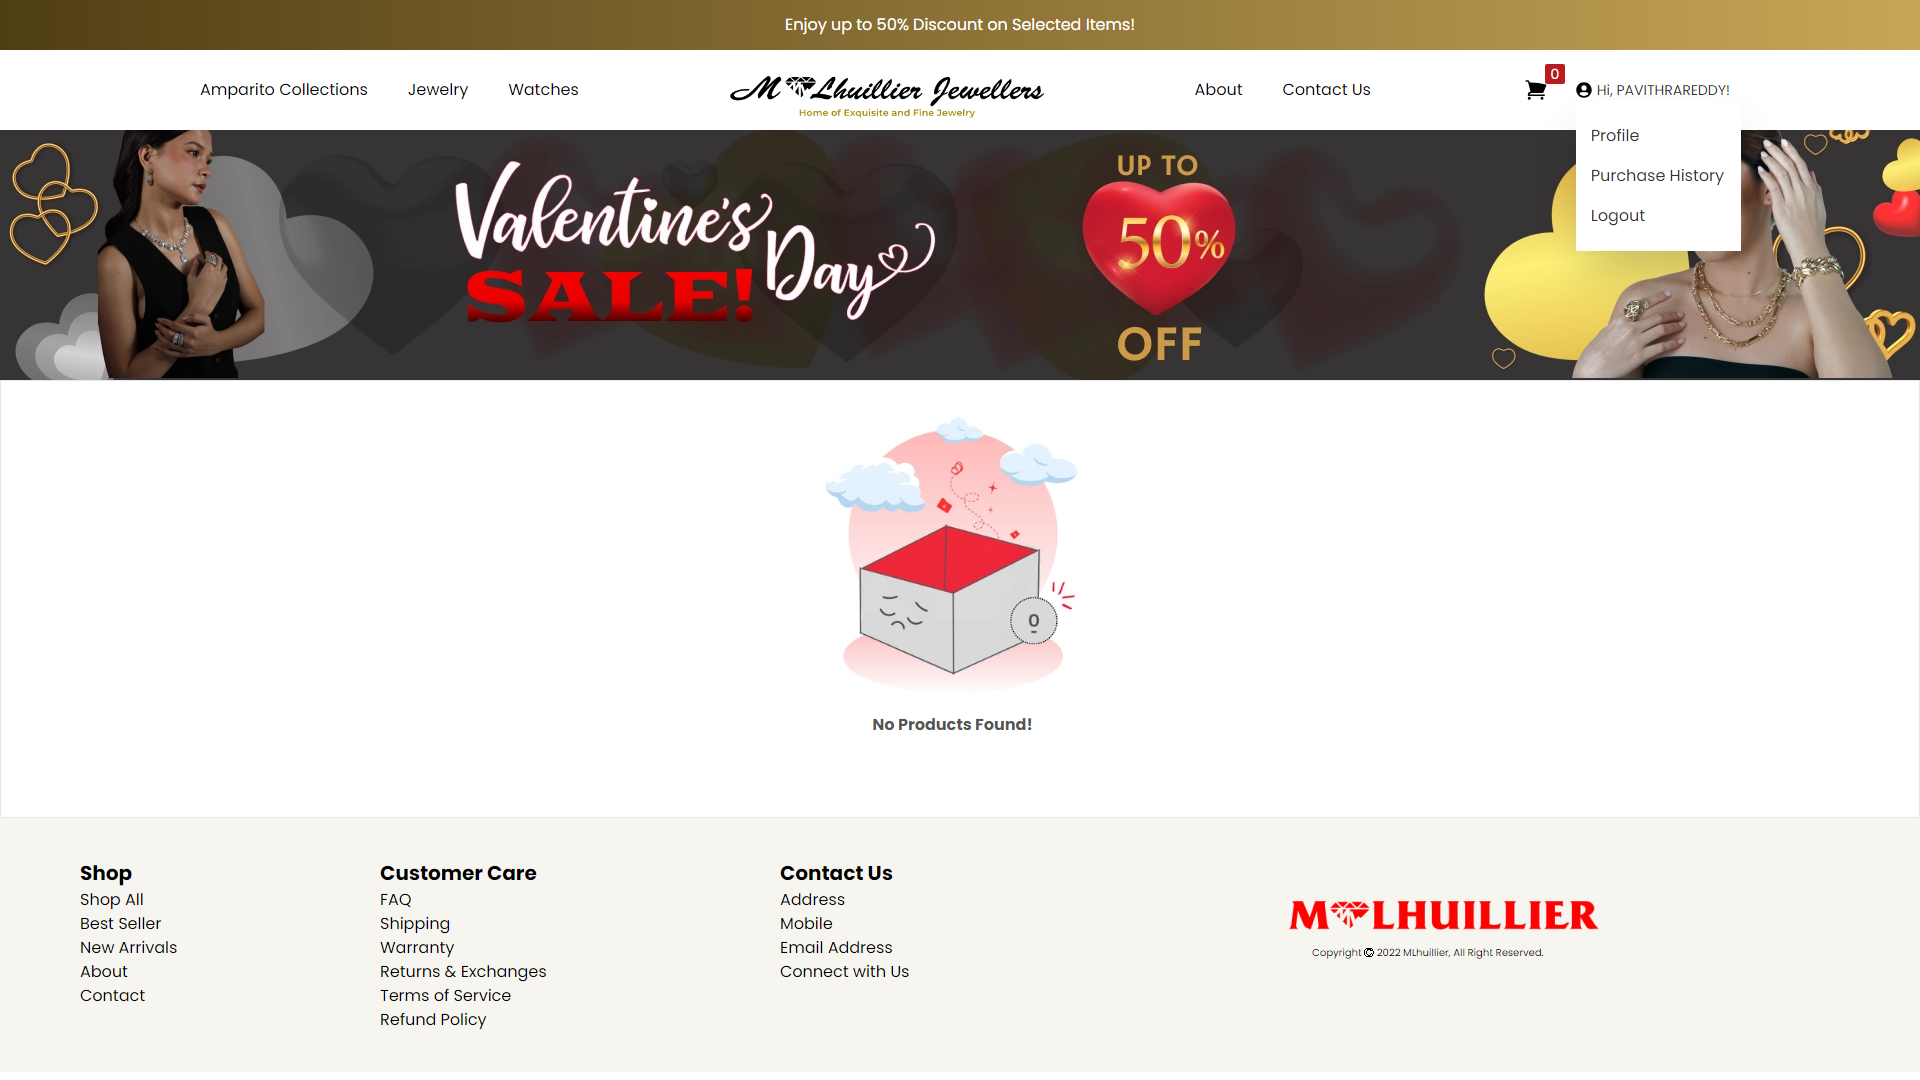 Enjoy up to 50% Discount on Selected Items!
Amparito Collections
Jewelry
Watches
M Lhuillier Jewellers
Home of Exquisite and Fine Jewelry
About
Contact Us
0
Hi, PAVITHRAREDDY!
Profile
Purchase History
Logout
Valentine's
Day
SALE!
UP TO
50%
OFF
0
No Products Found!
Shop
Shop All
Best Seller
New Arrivals
About
Contact
Customer Care
FAQ
Shipping
Warranty
Returns & Exchanges
Terms of Service
Refund Policy
Contact Us
Address
Mobile
Email Address
Connect with Us
M LHUILLIER
Copyright © 2022 MLhuillier, All Right Reserved.